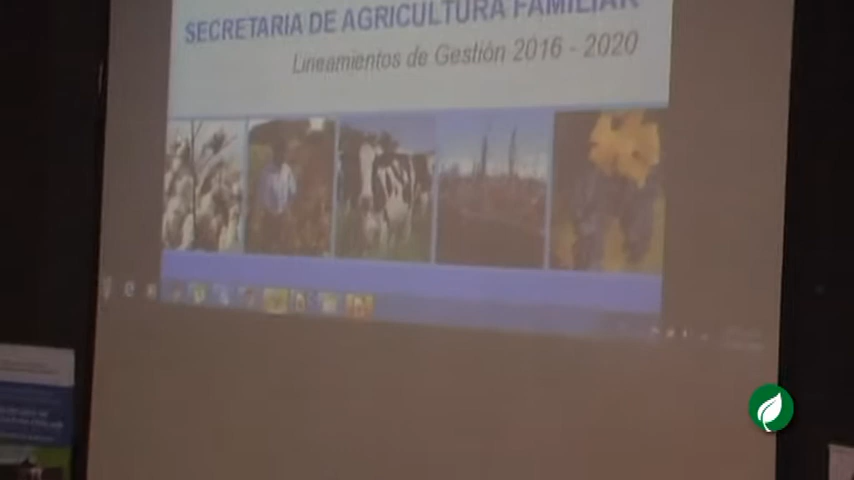 SECRETARIA DE AGRICULTURA FAMILIAR
Lineamientos de Gestión 2016 - 2020